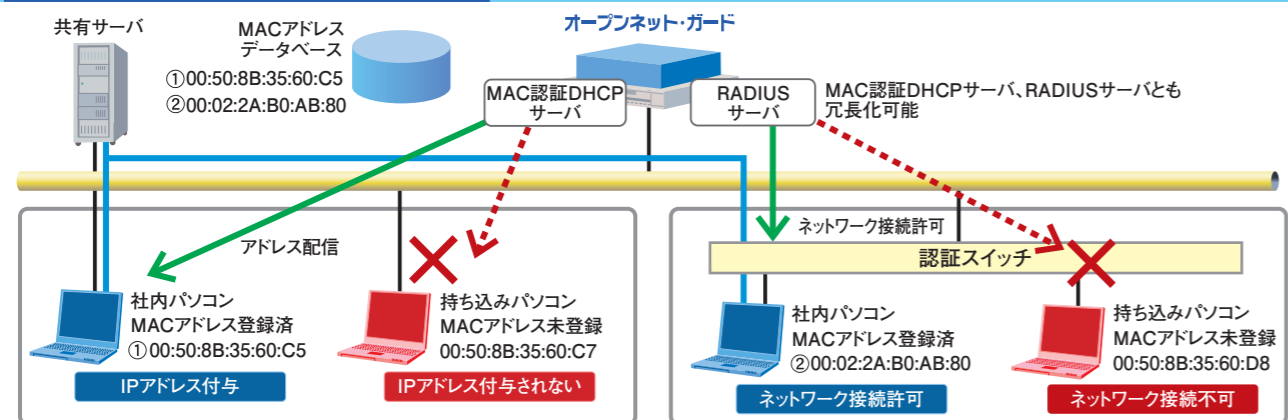 共有サーバ
MACアドレス
データベース
①00:50:8B:35:60:C5
②00:02:2A:B0:AB:80
オープンネット・ガード
MAC認証DHCP
サーバ
RADIUS
サーバ
MAC認証DHCPサーバ、RADIUSサーバとも
冗長化可能
アドレス配信
社内パソコン
MACアドレス登録済
①00:50:8B:35:60:C5
IPアドレス付与
持ち込みパソコン
MACアドレス未登録
00:50:8B:35:60:C7
IPアドレス付与されない
ネットワーク接続許可
認証スイッチ
社内パソコン
MACアドレス登録済
②00:02:2A:B0:AB:80
ネットワーク接続許可
持ち込みパソコン
MACアドレス未登録
00:50:8B:35:60:D8
ネットワーク接続不可